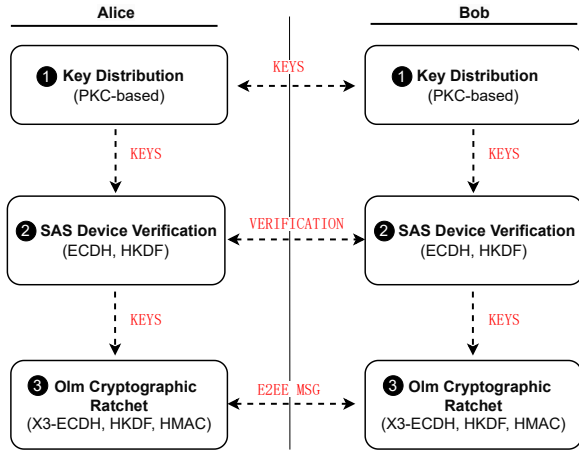 Alice
Bob
1 Key Distribution
(PKC-based)
KEYS
1 Key Distribution
(PKC-based)
KEYS
KEYS
2 SAS Device Verification
(ECDH, HKDF)
VERIFICATION
2 SAS Device Verification
(ECDH, HKDF)
KEYS
KEYS
3 Olm Cryptographic
Ratchet
(X3-ECDH, HKDF, HMAC)
E2EE MSG
3 Olm Cryptographic
Ratchet
(X3-ECDH, HKDF, HMAC)